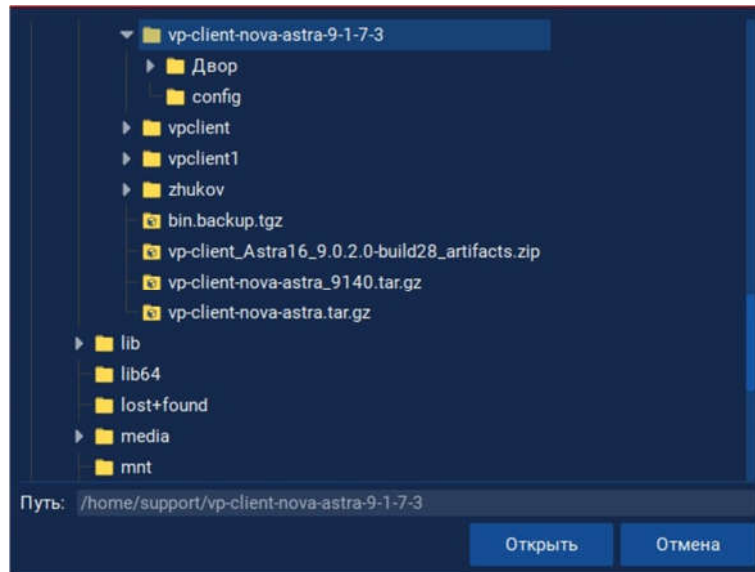 vp-client-nova-astra-9-1-7-3
Двор
config
vpclient
vpclient1
zhukov
bin.backup.tgz
vp-client_Astra16_9.0.2.0-build28_artifacts.zip
vp-client-nova-astra_9140.tar.gz
vp-client-nova-astra.tar.gz
lib
lib64
lost+found
media
mnt
Путь: /home/support/vp-client-nova-astra-9-1-7-3
Открыть Отмена